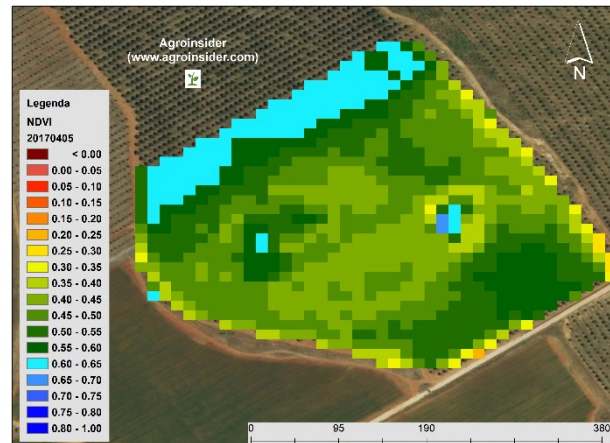 Agroinsider
(www.agroinsider.com)
N
Legenda
NDVI
20170405
< 0.00
0.00 - 0.05
0.05 - 0.10
0.10 - 0.15
0.15 - 0.20
0.20 - 0.25
0.25 - 0.30
0.30 - 0.35
0.35 - 0.40
0.40 - 0.45
0.45 - 0.50
0.50 - 0.55
0.55 - 0.60
0.60 - 0.65
0.65 - 0.70
0.70 - 0.75
0.75 - 0.80
0.80 - 1.00
0 95 190 380